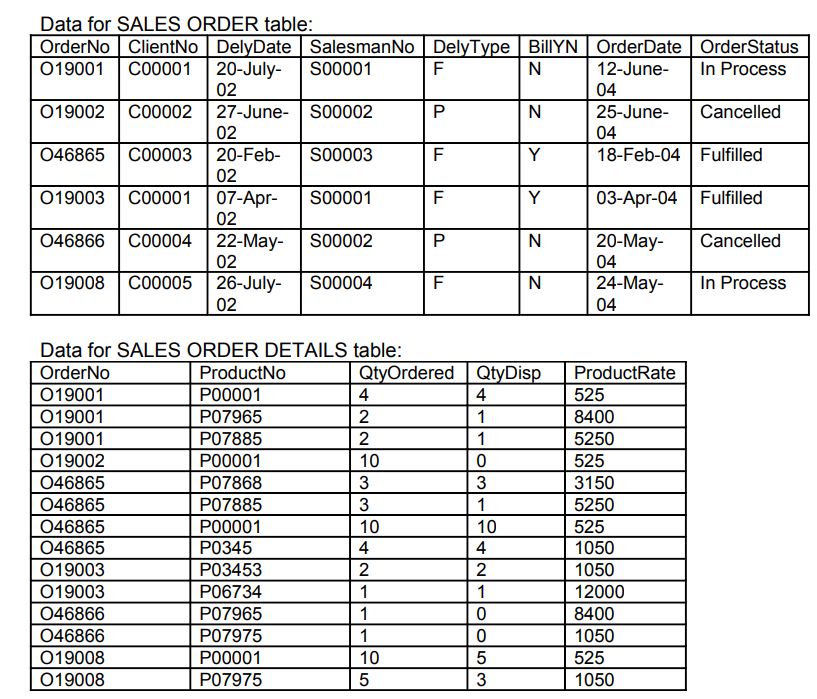 Data for SALES ORDER table:
OrderNo ClientNo DelyDate SalesmanNo DelyType BillYN OrderDate OrderStatus
O19001 C00001 20-July- S00001 F N 12-June- In Process
02 04
O19002 C00002 27-June- S00002 P N 25-June- Cancelled
02 04
O46865 C00003 20-Feb- S00003 F Y 18-Feb-04 Fulfilled
02
O19003 C00001 07-Apr- S00001 F Y 03-Apr-04 Fulfilled
02
O46866 C00004 22-May- S00002 P N 20-May- Cancelled
02 04
O19008 C00005 26-July- S00004 F N 24-May- In Process
02 04
Data for SALES ORDER DETAILS table:
OrderNo ProductNo QtyOrdered QtyDisp ProductRate
O19001 P00001 4 4 525
O19001 P07965 2 1 8400
O19001 P07885 2 1 5250
O19002 P00001 10 0 525
O46865 P07868 3 3 3150
O46865 P07885 3 1 5250
O46865 P00001 10 10 525
O46865 P0345 4 4 1050
O19003 P03453 2 2 1050
O19003 P06734 1 1 12000
O46866 P07965 1 0 8400
O46866 P07975 1 0 1050
O19008 P00001 10 5 525
O19008 P07975 5 3 1050